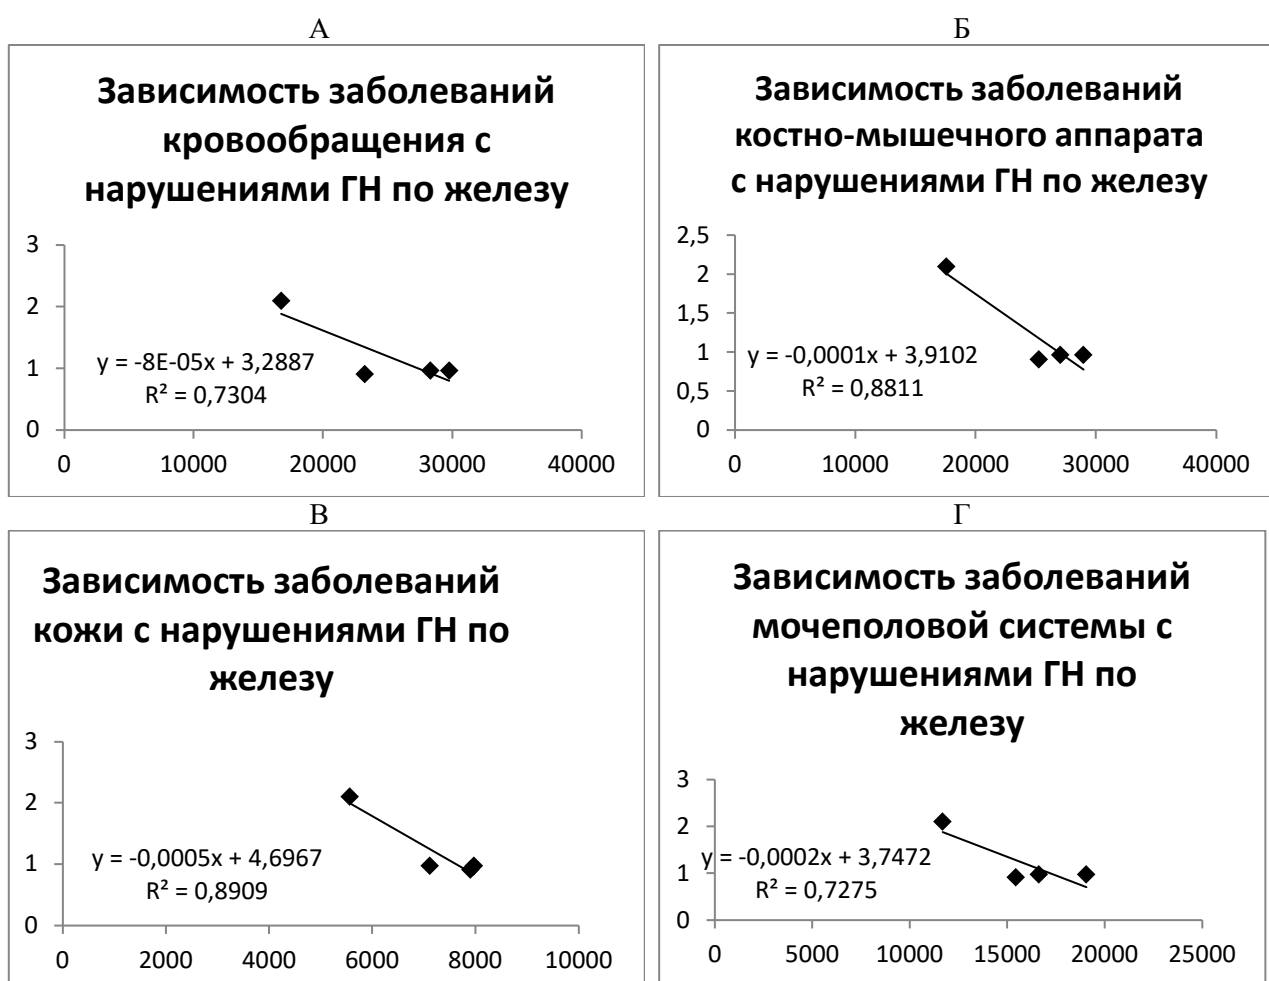 А
Зависимость заболеваний
кровообращения с
нарушениями ГН по железу
3
2
1
0
y = -8E-05x + 3,2887
R² = 0,7304
0 10000 20000 30000 40000
Б
Зависимость заболеваний
костно-мышечного аппарата
с нарушениями ГН по железу
2,5
2
1,5
1
0,5
0
y = -0,0001x + 3,9102
R² = 0,8811
0 10000 20000 30000 40000
В
Зависимость заболеваний
кожи с нарушениями ГН по
железу
3
2
1
0
y = -0,0005x + 4,6967
R² = 0,8909
0 2000 4000 6000 8000 10000
Г
Зависимость заболеваний
мочеполовой системы с
нарушениями ГН по
железу
3
2
1
0
y = -0,0002x + 3,7472
R² = 0,7275
0 5000 10000 15000 20000 25000